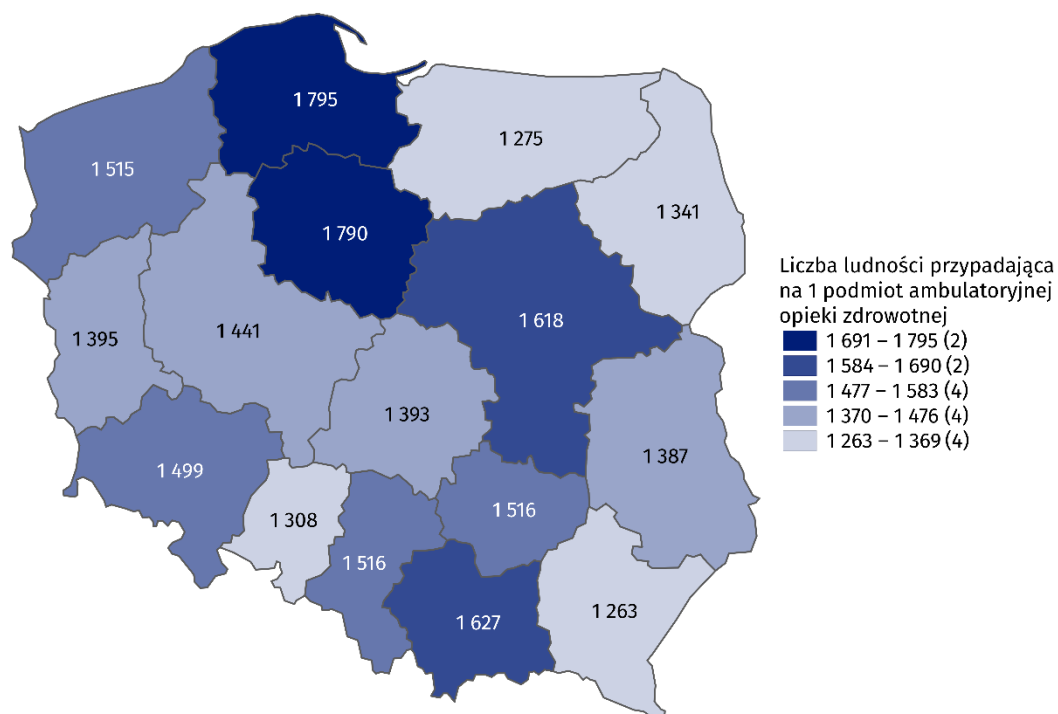 1 795
1 275
1 515
1 341
1 790
1 618
1 441
1 395
1 393
1 387
1 499
1 516
1 308
1 516
1 263
1 627
Liczba ludności przypadająca
na 1 podmiot ambulatoryjnej
opieki zdrowotnej
1 691 – 1 795 (2)
1 584 – 1 690 (2)
1 477 – 1 583 (4)
1 370 – 1 476 (4)
1 263 – 1 369 (4)